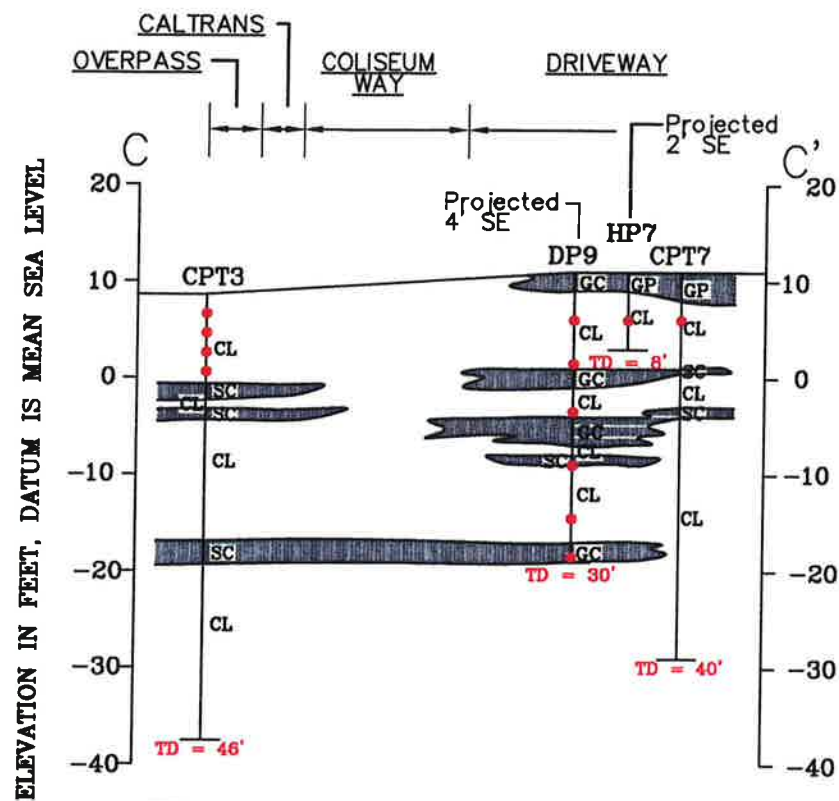 CALTRANS
OVERPASS
COLISEUM
WAY
DRIVEWAY
Projected
2' SE
C
C'
Projected
4' SE
HP7
DP9
CPT7
CPT3
ELEVATION IN FEET, DATUM IS MEAN SEA LEVEL
20
20
10
10
0
0
-10
-10
-20
-20
-30
-30
-40
-40
GC
GP
GP
CL
CL
CL
CL
TD = 8'
SC
GC
SC
CL
CL
CL
SC
SC
GC
CL
CL
SC
CL
CL
SC
GC
TD = 30'
CL
TD = 40'
TD = 46'